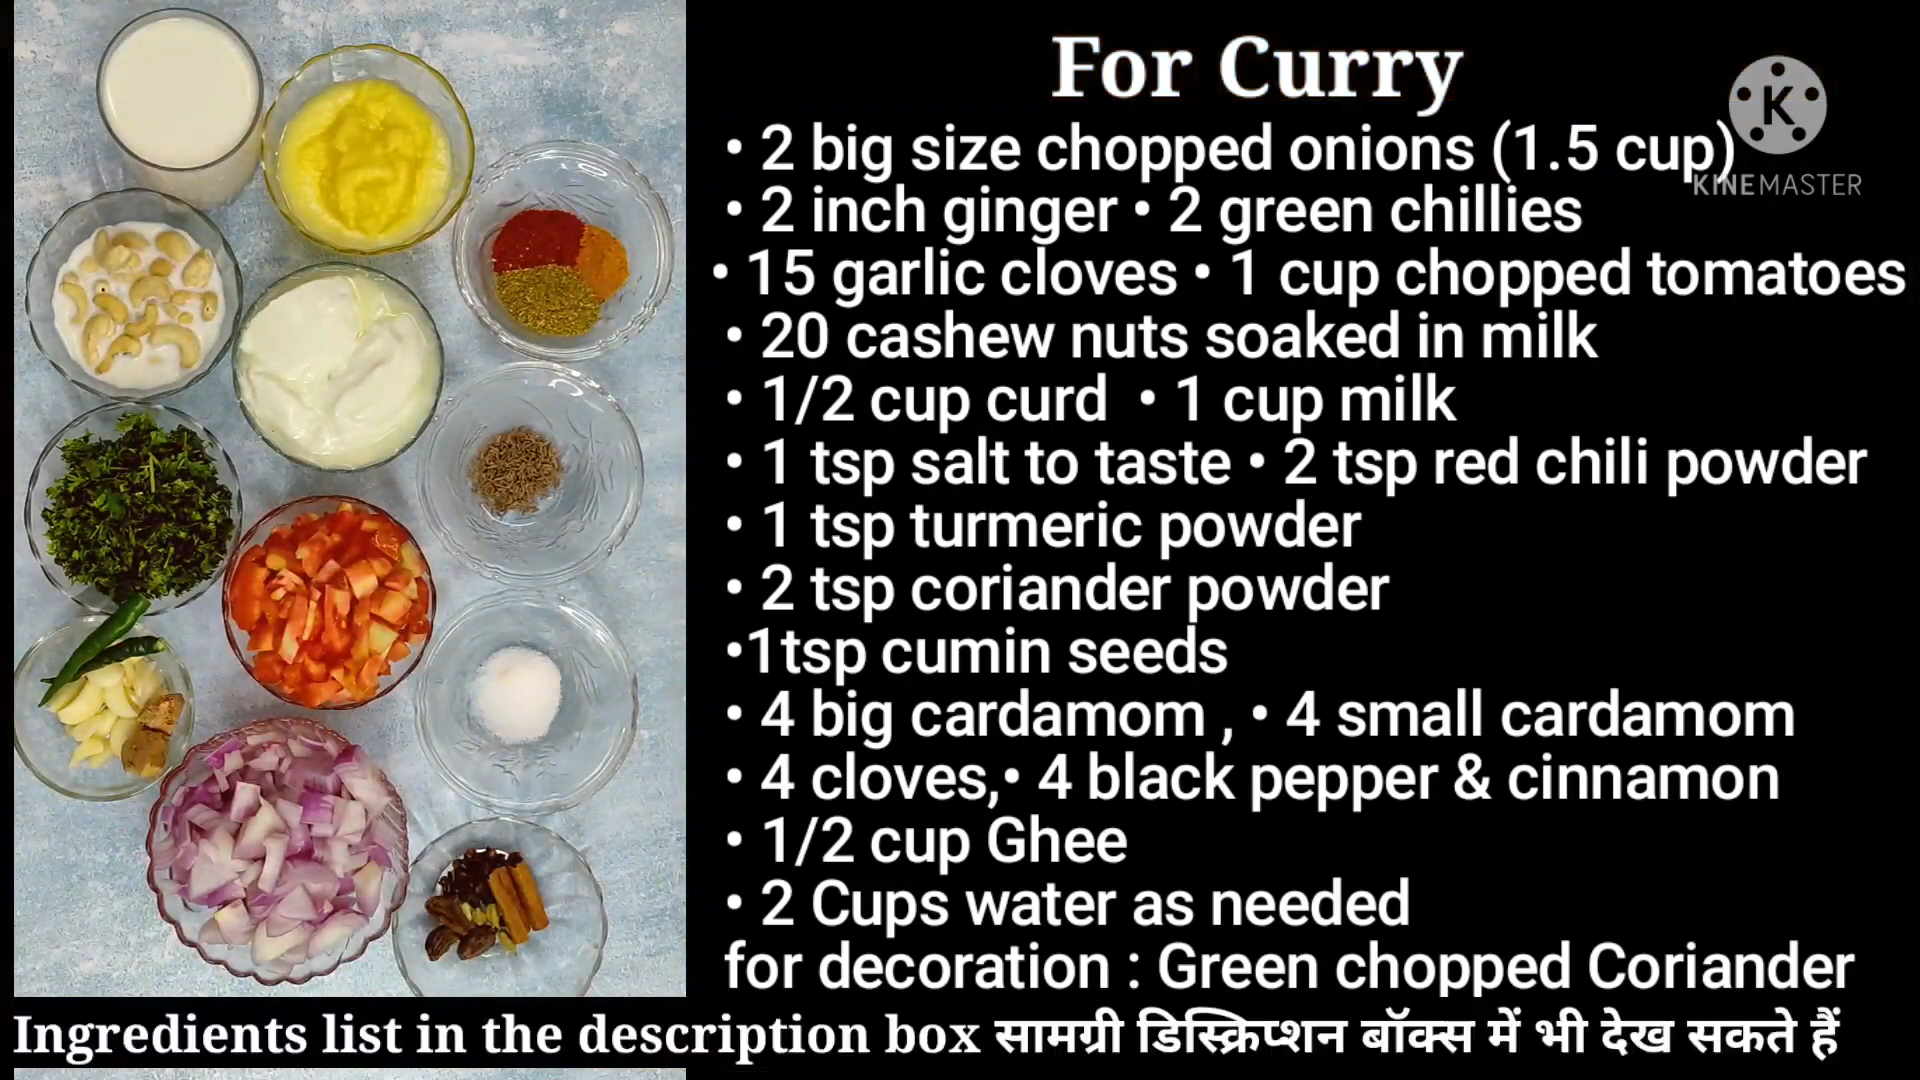 For Curry
K
KINEMASTER
• 2 big size chopped onions (1.5 cup)
• 2 inch ginger • 2 green chillies
• 15 garlic cloves • 1 cup chopped tomatoes
• 20 cashew nuts soaked in milk
• 1/2 cup curd • 1 cup milk
• 1 tsp salt to taste • 2 tsp red chili powder
• 1 tsp turmeric powder
• 2 tsp coriander powder
•1tsp cumin seeds
• 4 big cardamom , • 4 small cardamom
• 4 cloves,• 4 black pepper & cinnamon
• 1/2 cup Ghee
• 2 Cups water as needed
for decoration : Green chopped Coriander
Ingredients list in the description box सामग्री डिस्क्रिप्शन बॉक्स में भी देख सकते हैं